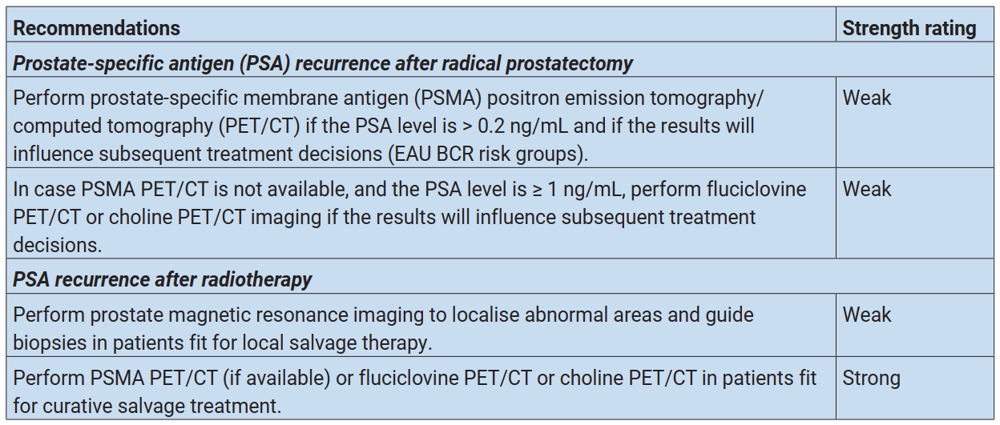 Recommendations Strength rating
Prostate-specific antigen (PSA) recurrence after radical prostatectomy
Perform prostate-specific membrane antigen (PSMA) positron emission tomography/ Weak
computed tomography (PET/CT) if the PSA level is > 0.2 ng/mL and if the results will
influence subsequent treatment decisions (EAU BCR risk groups).
In case PSMA PET/CT is not available, and the PSA level is ≥ 1 ng/mL, perform fluciclovine Weak
PET/CT or choline PET/CT imaging if the results will influence subsequent treatment
decisions.
PSA recurrence after radiotherapy
Perform prostate magnetic resonance imaging to localise abnormal areas and guide Weak
biopsies in patients fit for local salvage therapy.
Perform PSMA PET/CT (if available) or fluciclovine PET/CT or choline PET/CT in patients fit Strong
for curative salvage treatment.